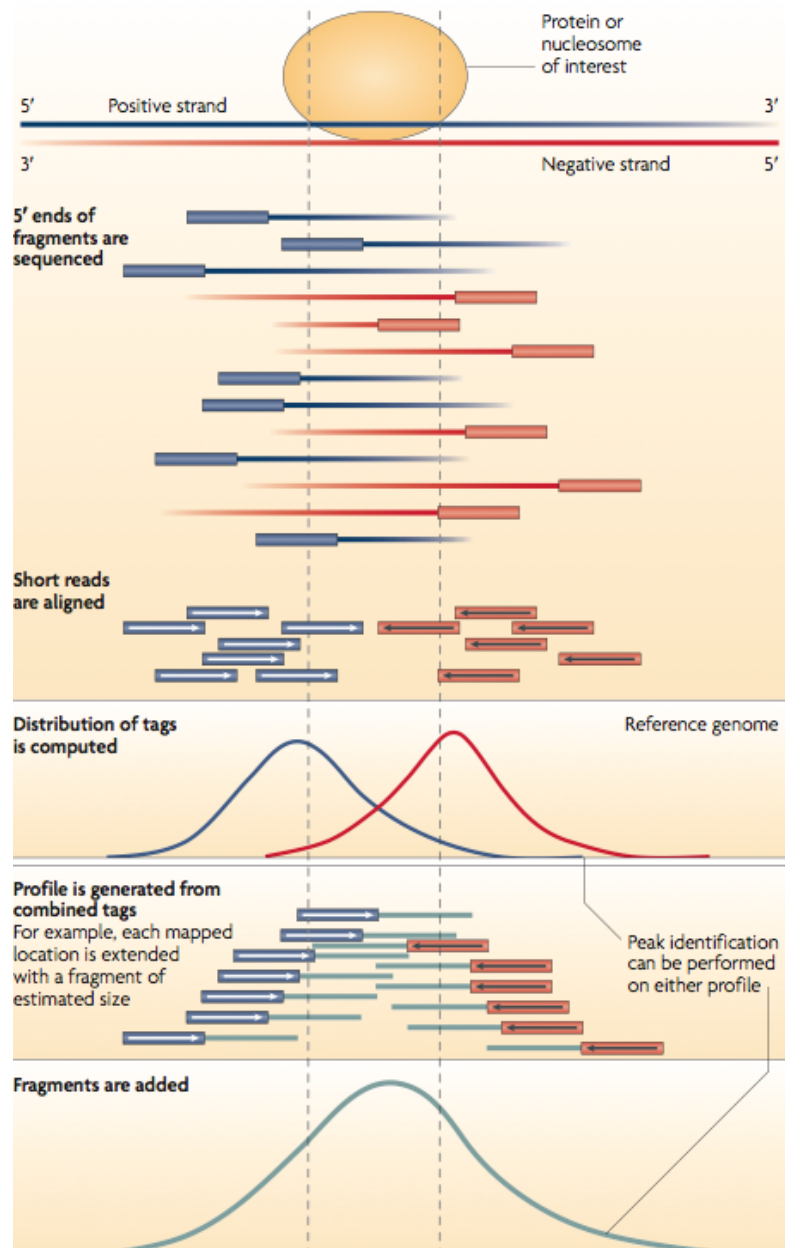 Protein or
nucleosome
of interest
5′ Positive strand 3′
3′ Negative strand 5′
5′ ends of
fragments are
sequenced
Short reads
are aligned
Distribution of tags
is computed
Reference genome
Profile is generated from
combined tags
For example, each mapped
location is extended
with a fragment of
estimated size
Peak identification
can be performed
on either profile
Fragments are added